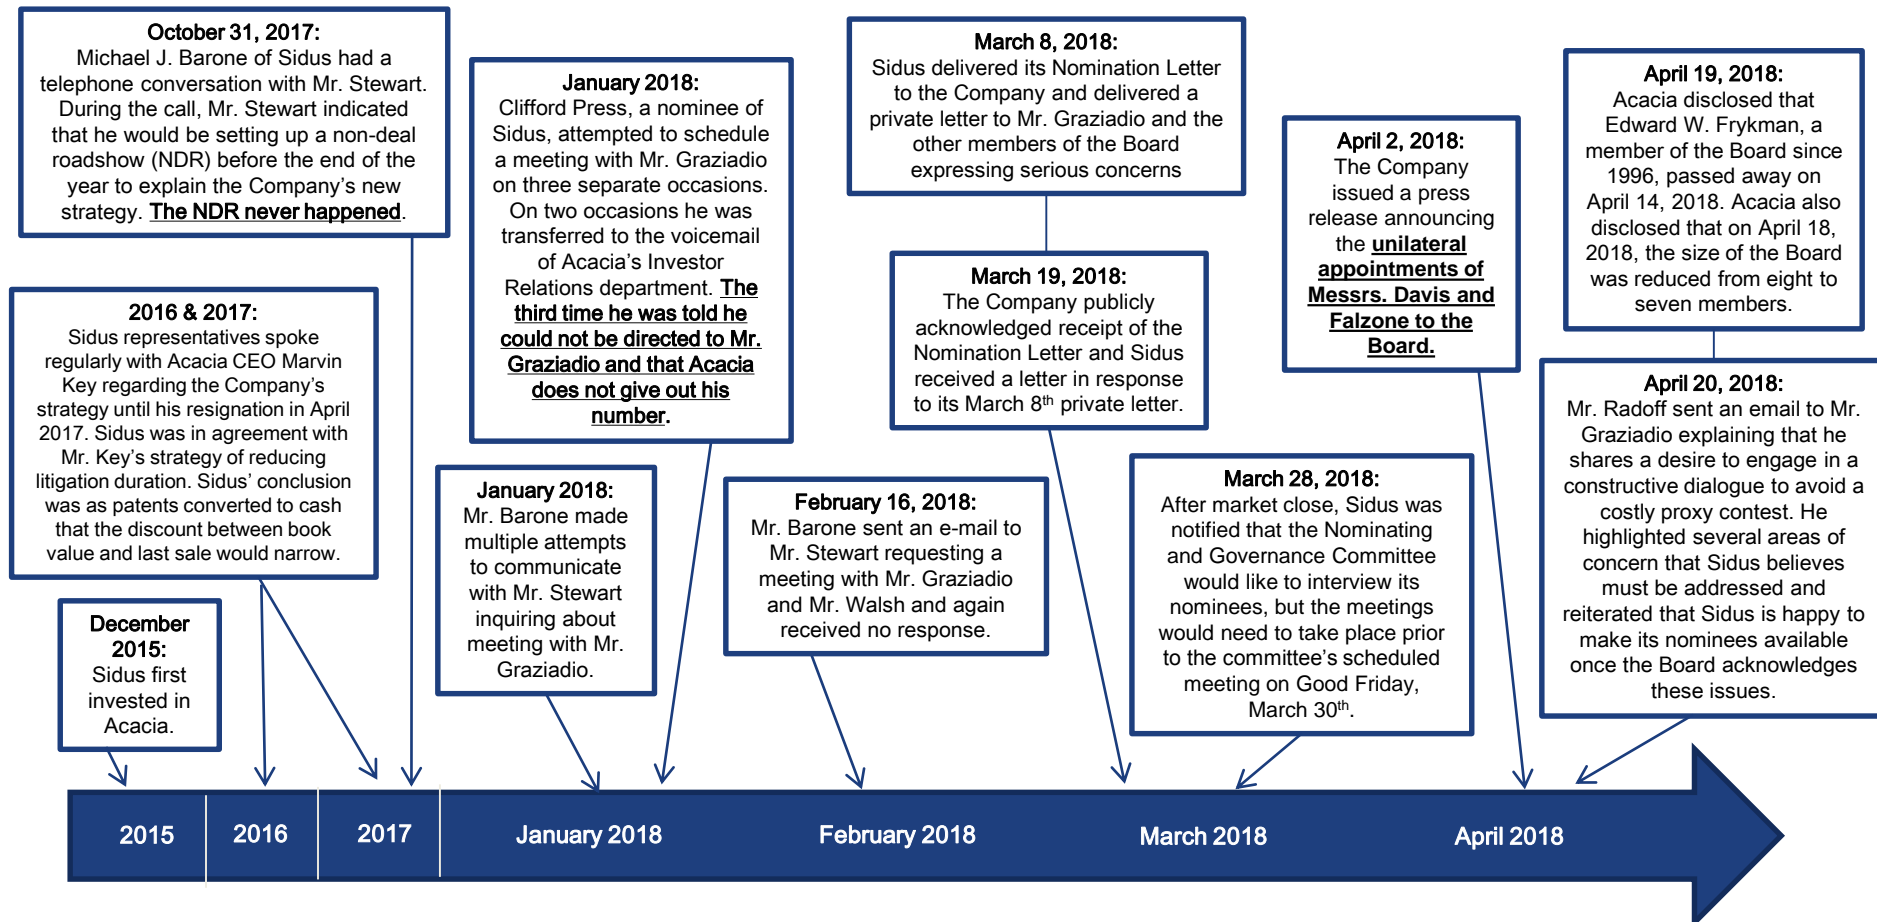 October 31, 2017:
Michael J. Barone of Sidus had a
telephone conversation with Mr. Stewart.
During the call, Mr. Stewart indicated
that he would be setting up a non-deal
roadshow (NDR) before the end of the
year to explain the Company's new
strategy. The NDR never happened.
2016 & 2017:
Sidus representatives spoke
regularly with Acacia CEO Marvin
Key regarding the Company's
strategy until his resignation in April
2017. Sidus was in agreement with
Mr. Key's strategy of reducing
litigation duration. Sidus' conclusion
was as patents converted to cash
that the discount between book
value and last sale would narrow.
December
2015:
Sidus first
invested in
Acacia.
January 2018:
Clifford Press, a nominee of
Sidus, attempted to schedule
a meeting with Mr. Graziadio
on three separate occasions.
On two occasions he was
transferred to the voicemail
of Acacia's Investor
Relations department. The
third time he was told he
could not be directed to Mr.
Graziadio and that Acacia
does not give out his
number.
January 2018:
Mr. Barone made
multiple attempts
to communicate
with Mr. Stewart
inquiring about
meeting with Mr.
Graziadio.
February 16, 2018:
Mr. Barone sent an e-mail to
Mr. Stewart requesting a
meeting with Mr. Graziadio
and Mr. Walsh and again
received no response.
March 8, 2018:
Sidus delivered its Nomination Letter
to the Company and delivered a
private letter to Mr. Graziadio and the
other members of the Board
expressing serious concerns
March 19, 2018:
The Company publicly
acknowledged receipt of the
Nomination Letter and Sidus
received a letter in response
to its March 8th private letter.
March 28, 2018:
After market close, Sidus was
notified that the Nominating
and Governance Committee
would like to interview its
nominees, but the meetings
would need to take place prior
to the committee's scheduled
meeting on Good Friday,
March 30th.
April 2, 2018:
The Company
issued a press
release announcing
the unilateral
appointments of
Messrs. Davis and
Falzone to the
Board.
April 19, 2018:
Acacia disclosed that
Edward W. Frykman, a
member of the Board since
1996, passed away on
April 14, 2018. Acacia also
disclosed that on April 18,
2018, the size of the Board
was reduced from eight to
seven members.
April 20, 2018:
Mr. Radoff sent an email to Mr.
Graziadio explaining that he
shares a desire to engage in a
constructive dialogue to avoid a
costly proxy contest. He
highlighted several areas of
concern that Sidus believes
must be addressed and
reiterated that Sidus is happy to
make its nominees available
once the Board acknowledges
these issues.
2015
2016
2017
January 2018
February 2018
March 2018
April 2018